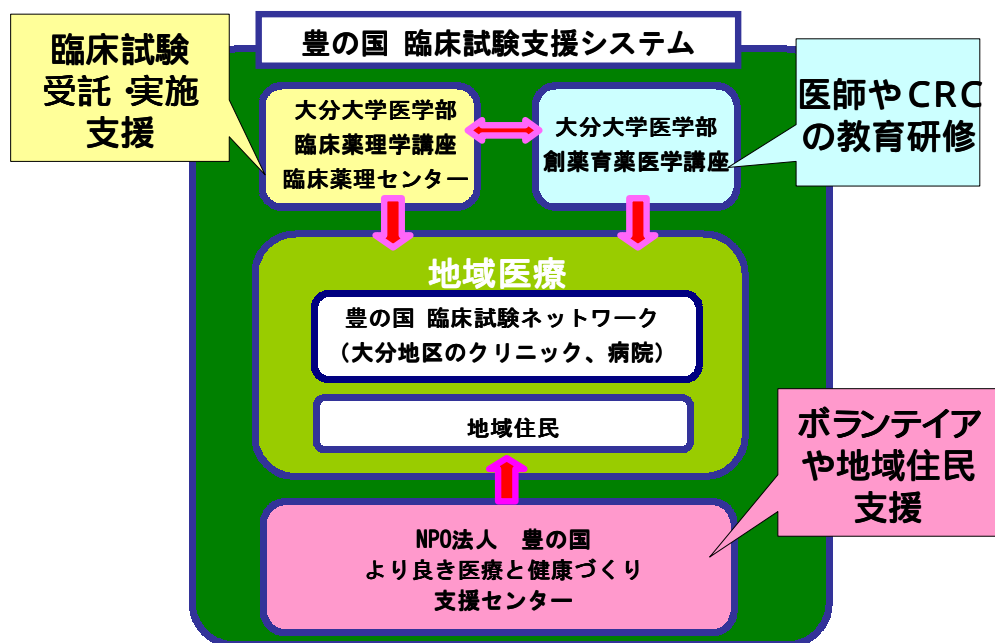 豊の国 臨床試験支援システム
臨床試験
受託・実施
支援
大分大学医学部
臨床薬理学講座
臨床薬理センター
大分大学医学部
創薬育薬医学講座
医師やCRC
の教育研修
地域医療
豊の国 臨床試験ネットワーク
（大分地区のクリニック、病院）
地域住民
ボランテイア
や地域住民
支援
NPO法人　豊の国
より良き医療と健康づくり
支援センター